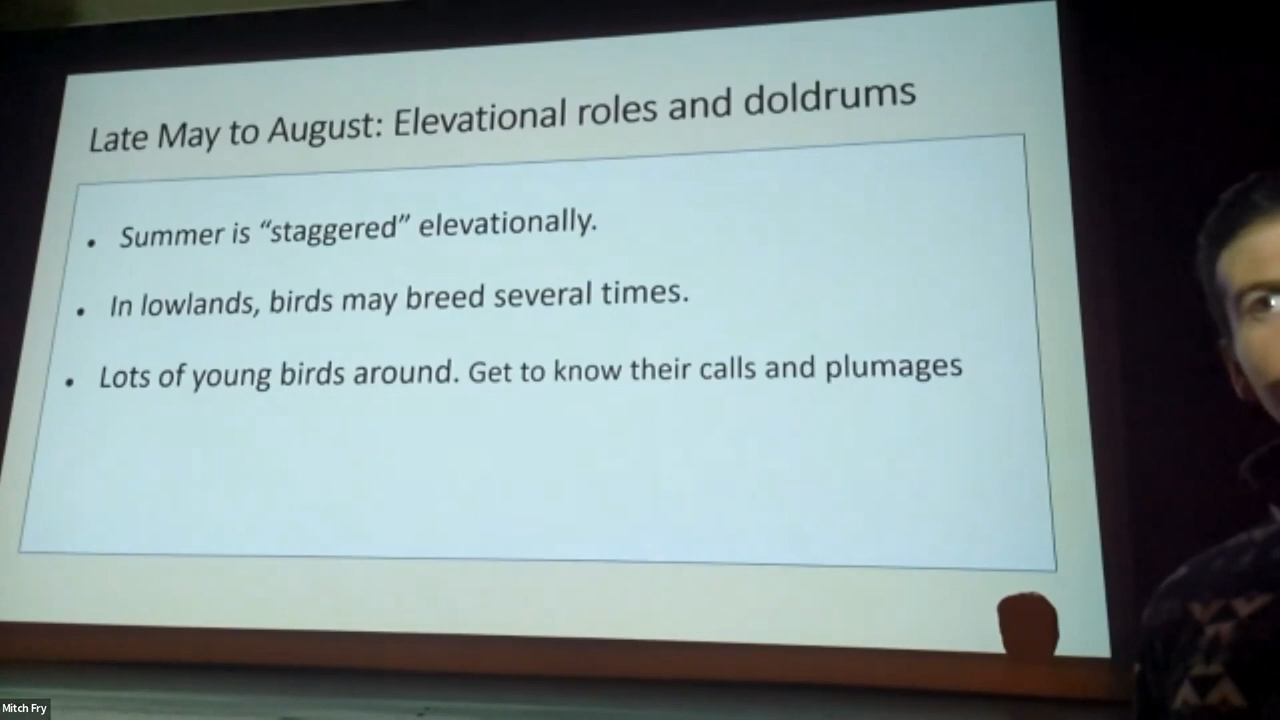 Late May to August: Elevational roles and doldrums
• Summer is “staggered” elevationally.
• In lowlands, birds may breed several times.
• Lots of young birds around. Get to know their calls and plumages
Mitch Fry